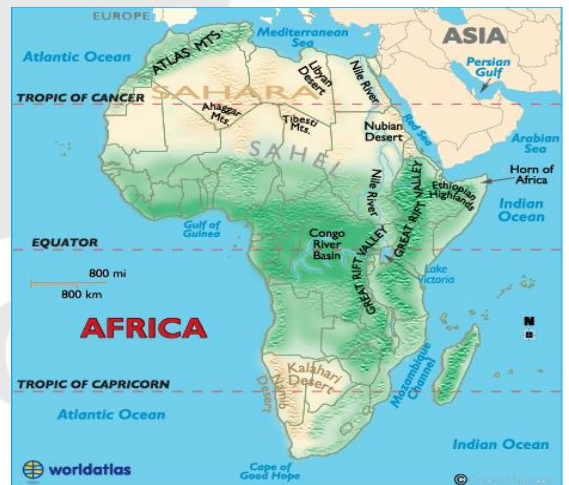 EUROPE
Mediterranean
Sea
ASIA
Atlantic Ocean
ATLAS MTS.
Persian
Gulf
Libyan
Desert
Nile River
TROPIC OF CANCER
SAHARA
Ahaggar
Mts.
Tibesti
Mts.
Nubian
Desert
Red Sea
Arabian
Sea
SAHEL
Horn of
Africa
Ethiopian
Highlands
Nile River
GREAT RIFT VALLEY
Indian
Ocean
Gulf of
Guinea
Congo
River
Basin
EQUATOR
GREAT RIFT VALLEY
Lake
Victoria
800 mi
800 km
AFRICA
N
Mozambique
Channel
Kalahari
Desert
Namib
Desert
TROPIC OF CAPRICORN
Atlantic Ocean
Indian Ocean
worldatlas
Cape of
Good Hope
©